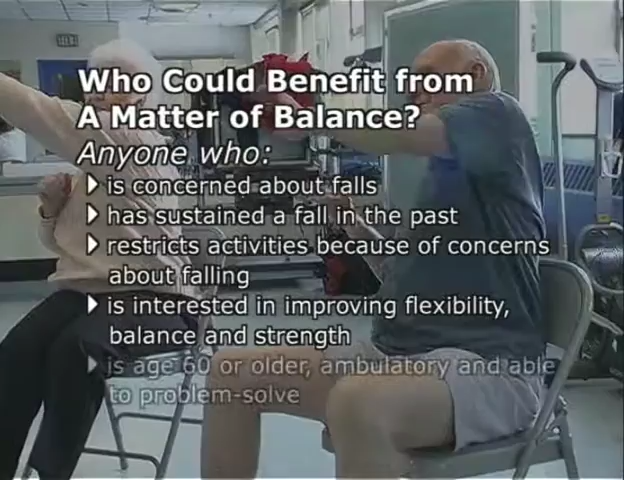 Who Could Benefit from
A Matter of Balance?
Anyone who:
is concerned about falls
has sustained a fall in the past
restricts activities because of concerns
about falling
is interested in improving flexibility,
balance and strength
is age 60 or older, ambulatory and able
to problem-solve